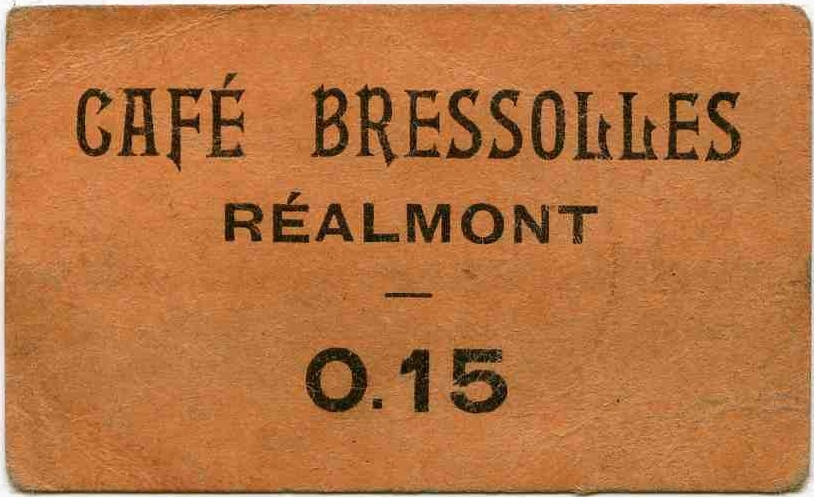 CAFÉ BRESSOLLES
RÉALMONT
—
0.15